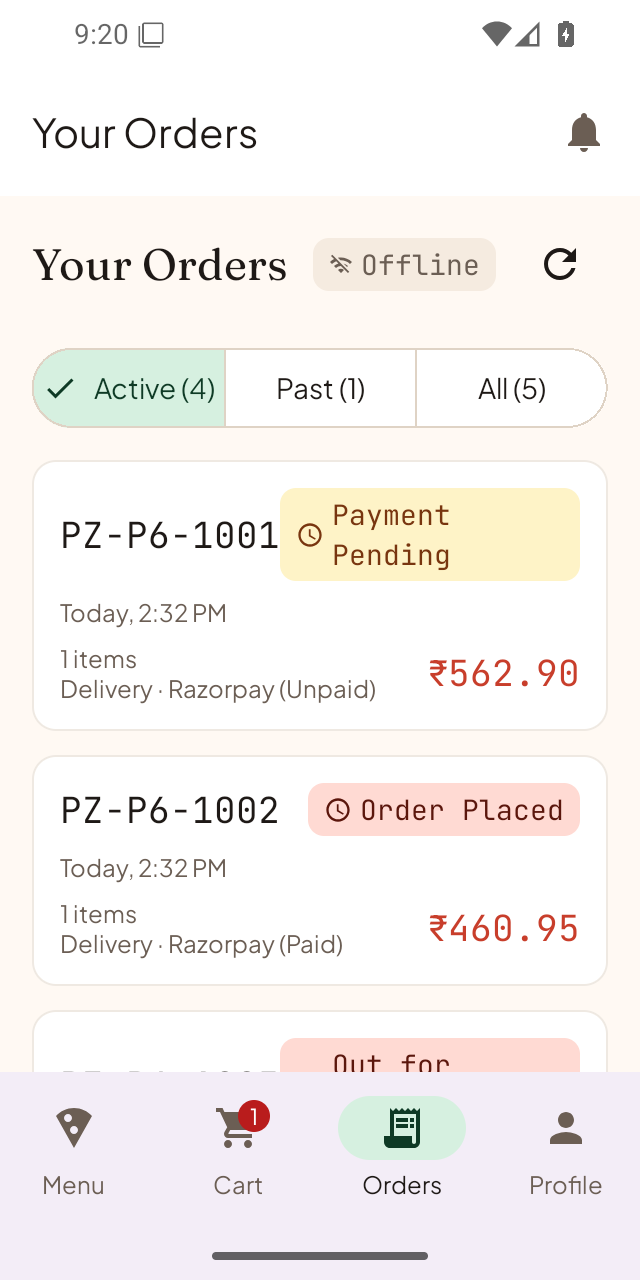 9:20
Your Orders
Your Orders
Offline
Active (4)
Past (1)
All (5)
PZ-P6-1001
Payment
Pending
Today, 2:32 PM
1 items
Delivery · Razorpay (Unpaid)
₹562.90
PZ-P6-1002
Order Placed
Today, 2:32 PM
1 items
Delivery · Razorpay (Paid)
₹460.95
Out for
1
Menu
Cart
Orders
Profile